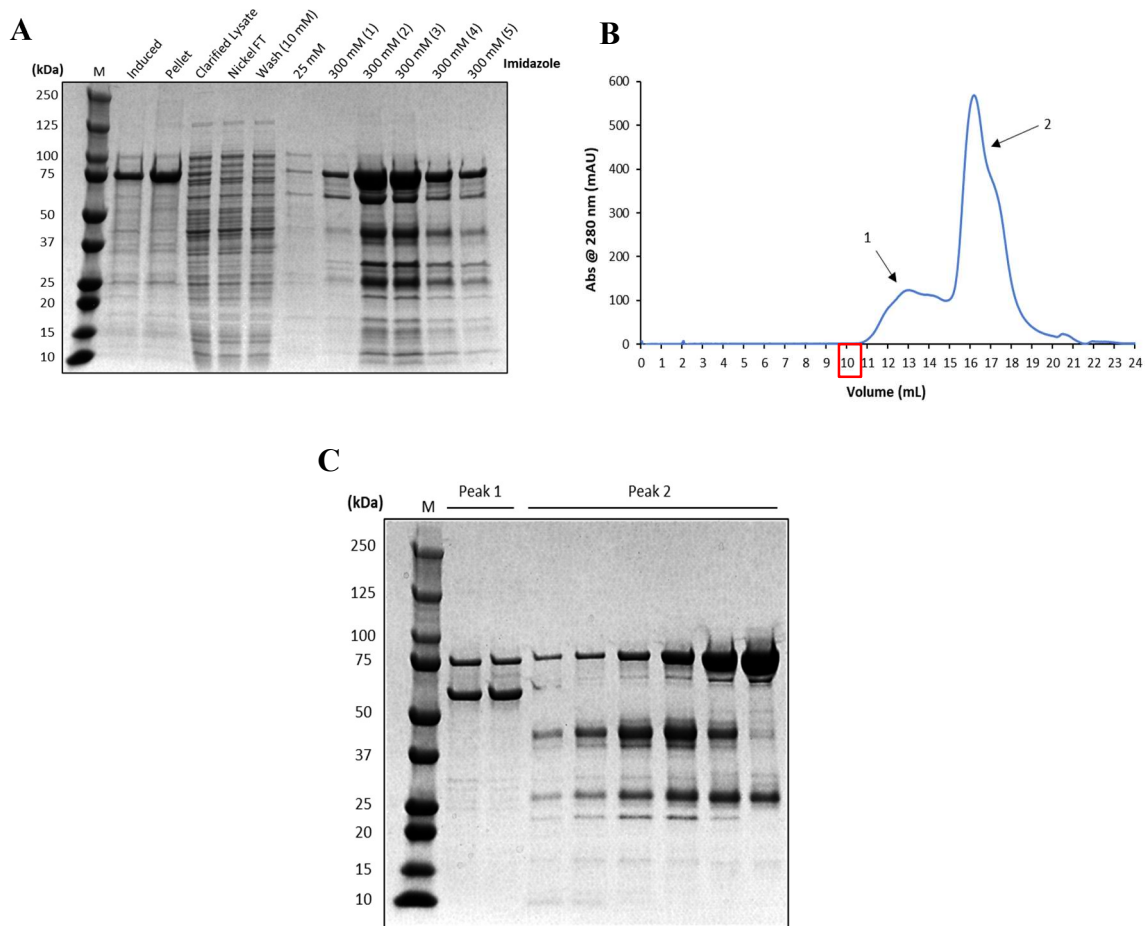 A
(kDa)
M
Induced
Pellet
Clarified Lysate
Nickel FT
Wash (10 mM)
25 mM
300 mM (1)
300 mM (2)
300 mM (3)
300 mM (4)
300 mM (5)
Imidazole
250
125
100
75
50
37
25
20
15
10
B
600
500
400
300
200
100
0
Abs @ 280 nm (mAU)
1
2
0 1 2 3 4 5 6 7 8 9 10 11 12 13 14 15 16 17 18 19 20 21 22 23 24
Volume (mL)
C
(kDa)
M
Peak 1
Peak 2
250
125
100
75
50
37
25
20
15
10